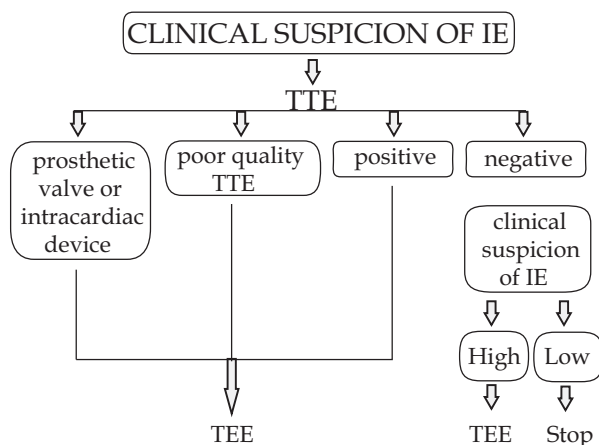 CLINICAL SUSPICION OF IE
TTE
prosthetic
valve or
intracardiac
device
poor quality
TTE
positive
negative
clinical
suspicion
of IE
High
Low
TEE
TEE
Stop